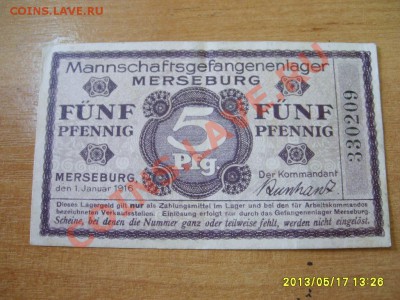 COINS.LAVE.RU
Mannschaftsgefangenenlager
MERSEBURG
FÜNF PFENNIG
5 Pfg
FÜNF PFENNIG
330209
MERSEBURG,
den 1. Januar 1916
Der Kommandant
Dieses Lagergeld gilt nur als Zahlungsmittel im Lager und bei den für Arbeitskommandos
bezeichneten Verkaufsstellen. Einlösung erfolgt nur durch das Gefangenenlager Merseburg.
Scheine, bei denen die Nummer ganz oder teilweise fehlt, werden nicht eingelöst.
COINS.LAVE.RU
2013/05/17 13:26